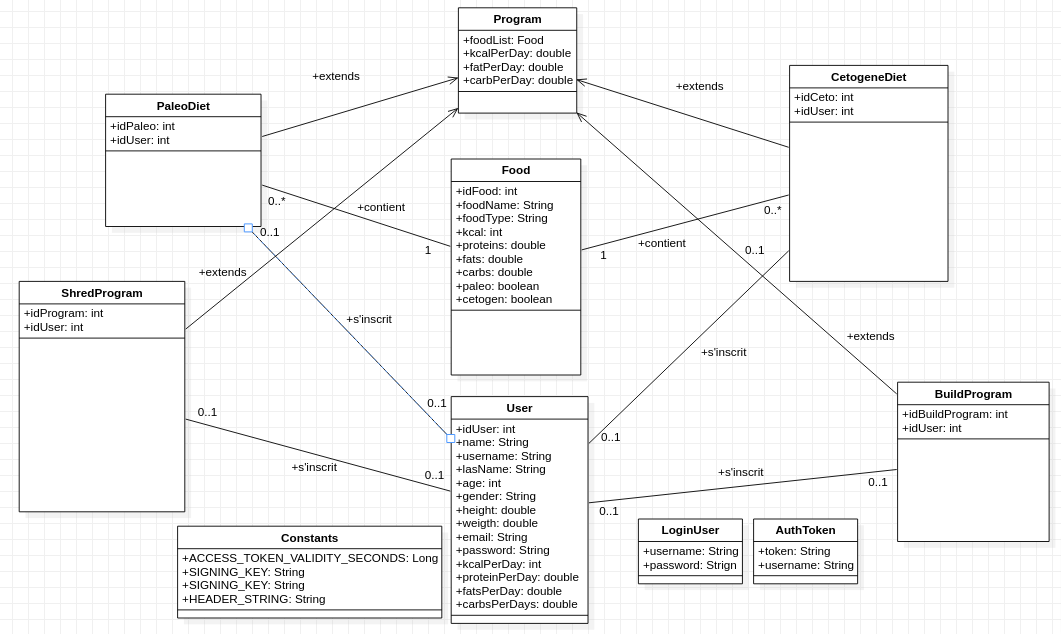 Program
+foodList: Food
+kcalPerDay: double
+fatPerDay: double
+carbPerDay: double
+extends
+extends
CetogeneDiet
+idCeto: int
+idUser: int
PaleoDiet
+idPaleo: int
+idUser: int
Food
+idFood: int
+foodName: String
+foodType: String
+kcal: int
+proteins: double
+fats: double
+carbs: double
+paleo: boolean
+cetogen: boolean
0..*
+contient
1
0..*
+contient
1
0..1
0..1
+extends
ShredProgram
+idProgram: int
+idUser: int
+s'inscrit
+extends
+s'inscrit
BuildProgram
+idBuildProgram: int
+idUser: int
0..1
0..1
User
+idUser: int
+name: String
+username: String
+lasName: String
+age: int
+gender: String
+height: double
+weigth: double
+email: String
+password: String
+kcalPerDay: int
+proteinPerDay: double
+fatsPerDay: double
+carbsPerDays: double
0..1
+s'inscrit
0..1
+s'inscrit
0..1
0..1
LoginUser
+username: String
+password: Strign
AuthToken
+token: String
+username: String
Constants
+ACCESS_TOKEN_VALIDITY_SECONDS: Long
+SIGNING_KEY: String
+SIGNING_KEY: String
+HEADER_STRING: String